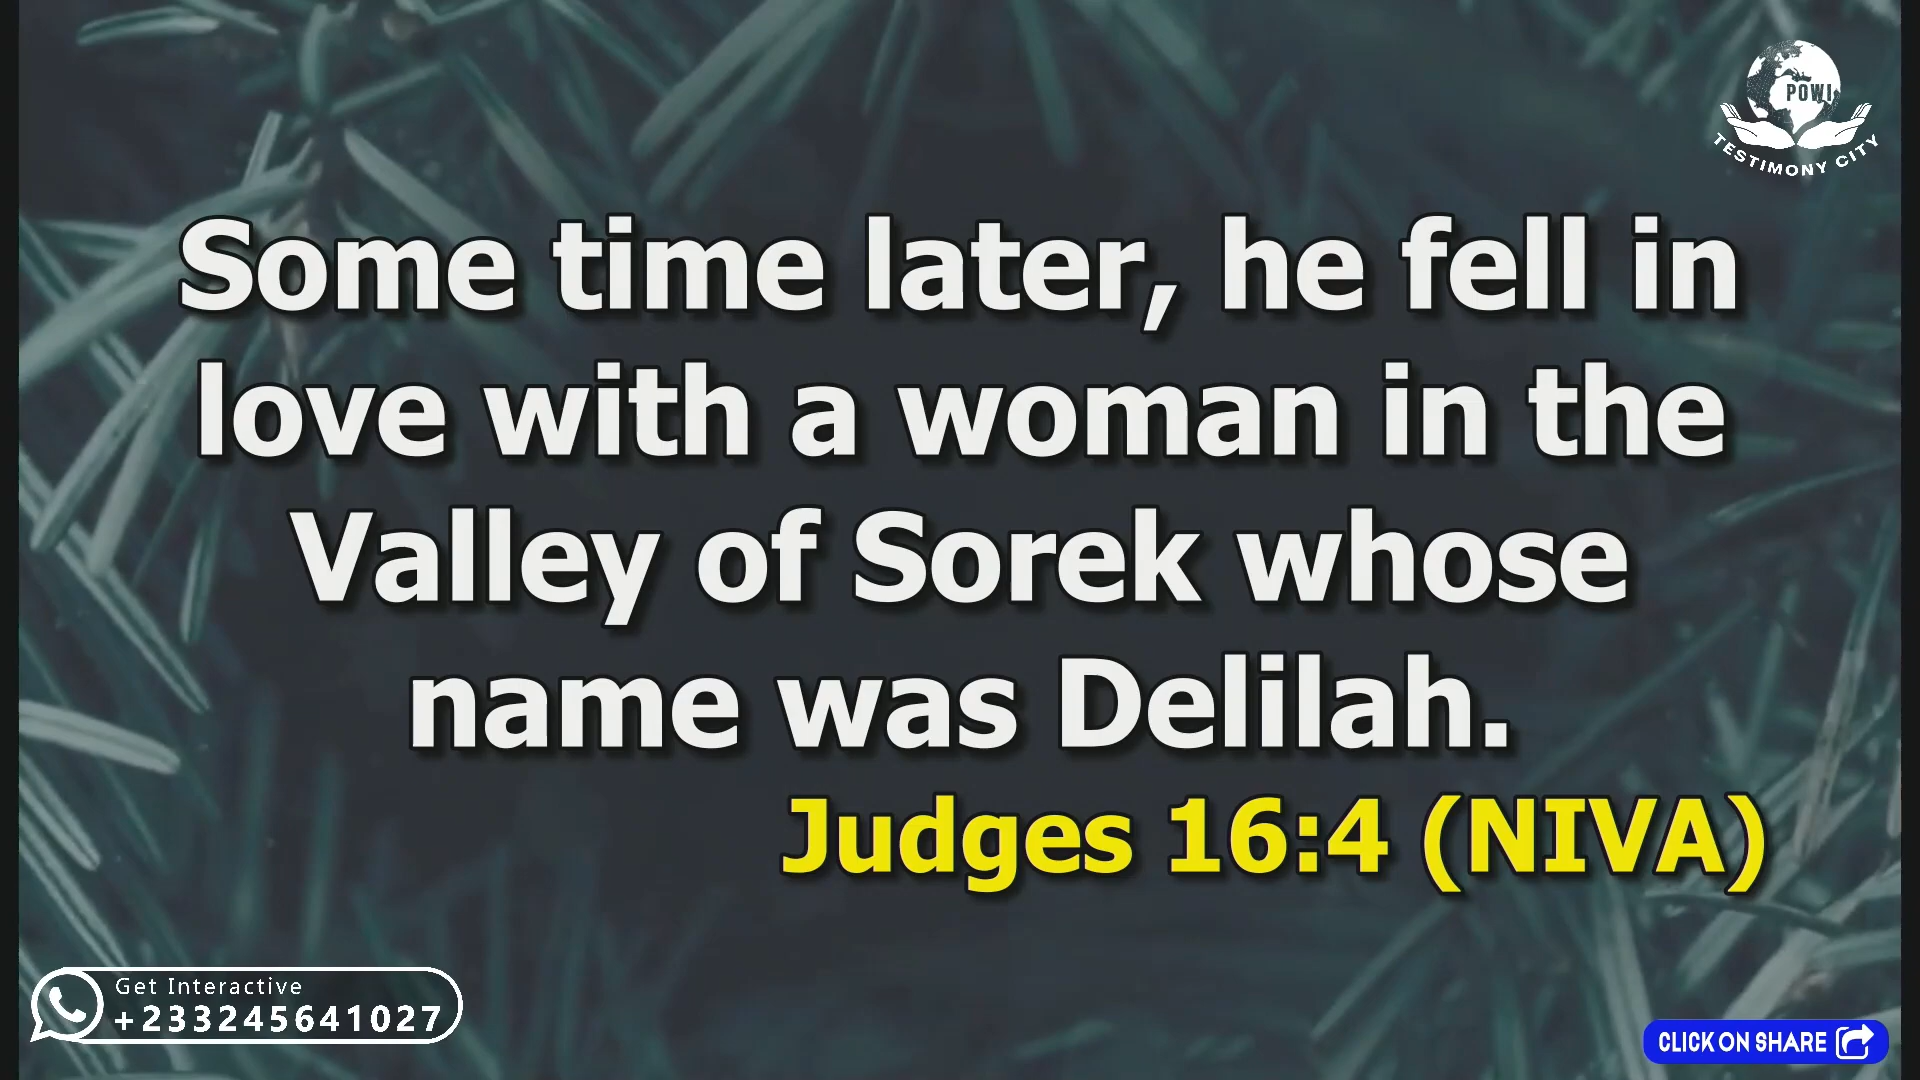 POWI
TESTIMONY CITY
Some time later, he fell in
love with a woman in the
Valley of Sorek whose
name was Delilah.
Judges 16:4 (NIVA)
Get Interactive
+233245641027
CLICK ON SHARE